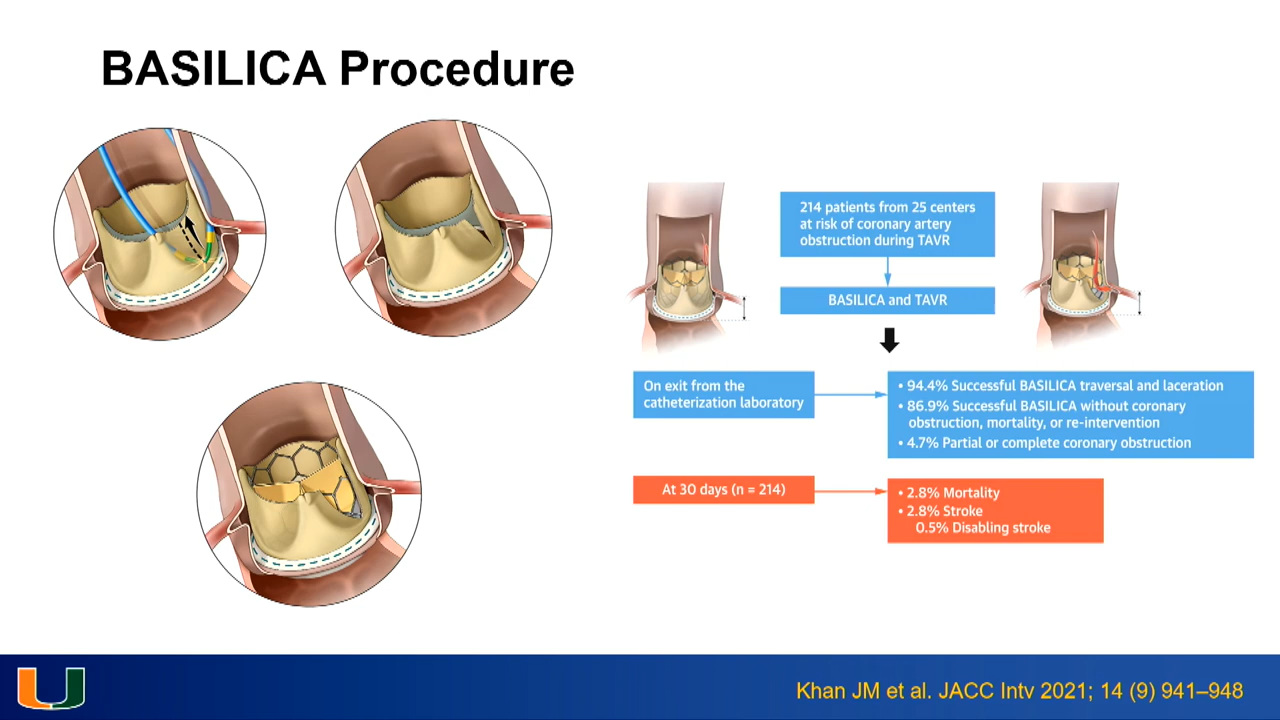 BASILICA Procedure
214 patients from 25 centers
at risk of coronary artery
obstruction during TAVR
BASILICA and TAVR
On exit from the
catheterization laboratory
• 94.4% Successful BASILICA traversal and laceration
• 86.9% Successful BASILICA without coronary
obstruction, mortality, or re-intervention
• 4.7% Partial or complete coronary obstruction
At 30 days (n = 214)
• 2.8% Mortality
• 2.8% Stroke
0.5% Disabling stroke
Khan JM et al. JACC Intv 2021; 14 (9) 941–948